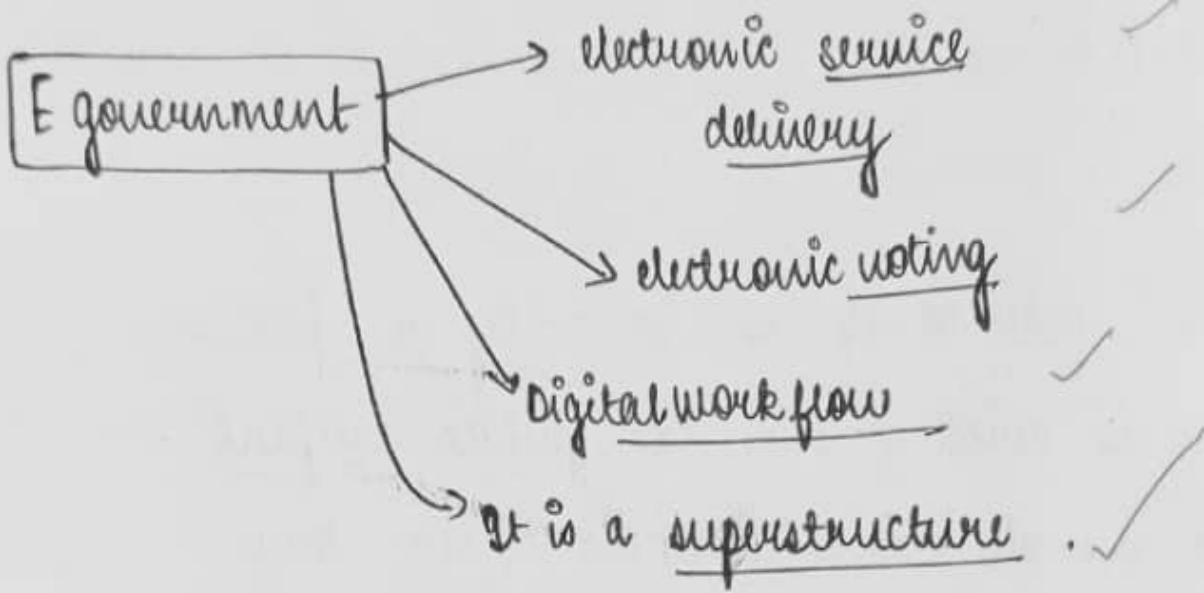 E government
electronic service
delivery
electronic voting
Digital work flow
It is a superstructure.